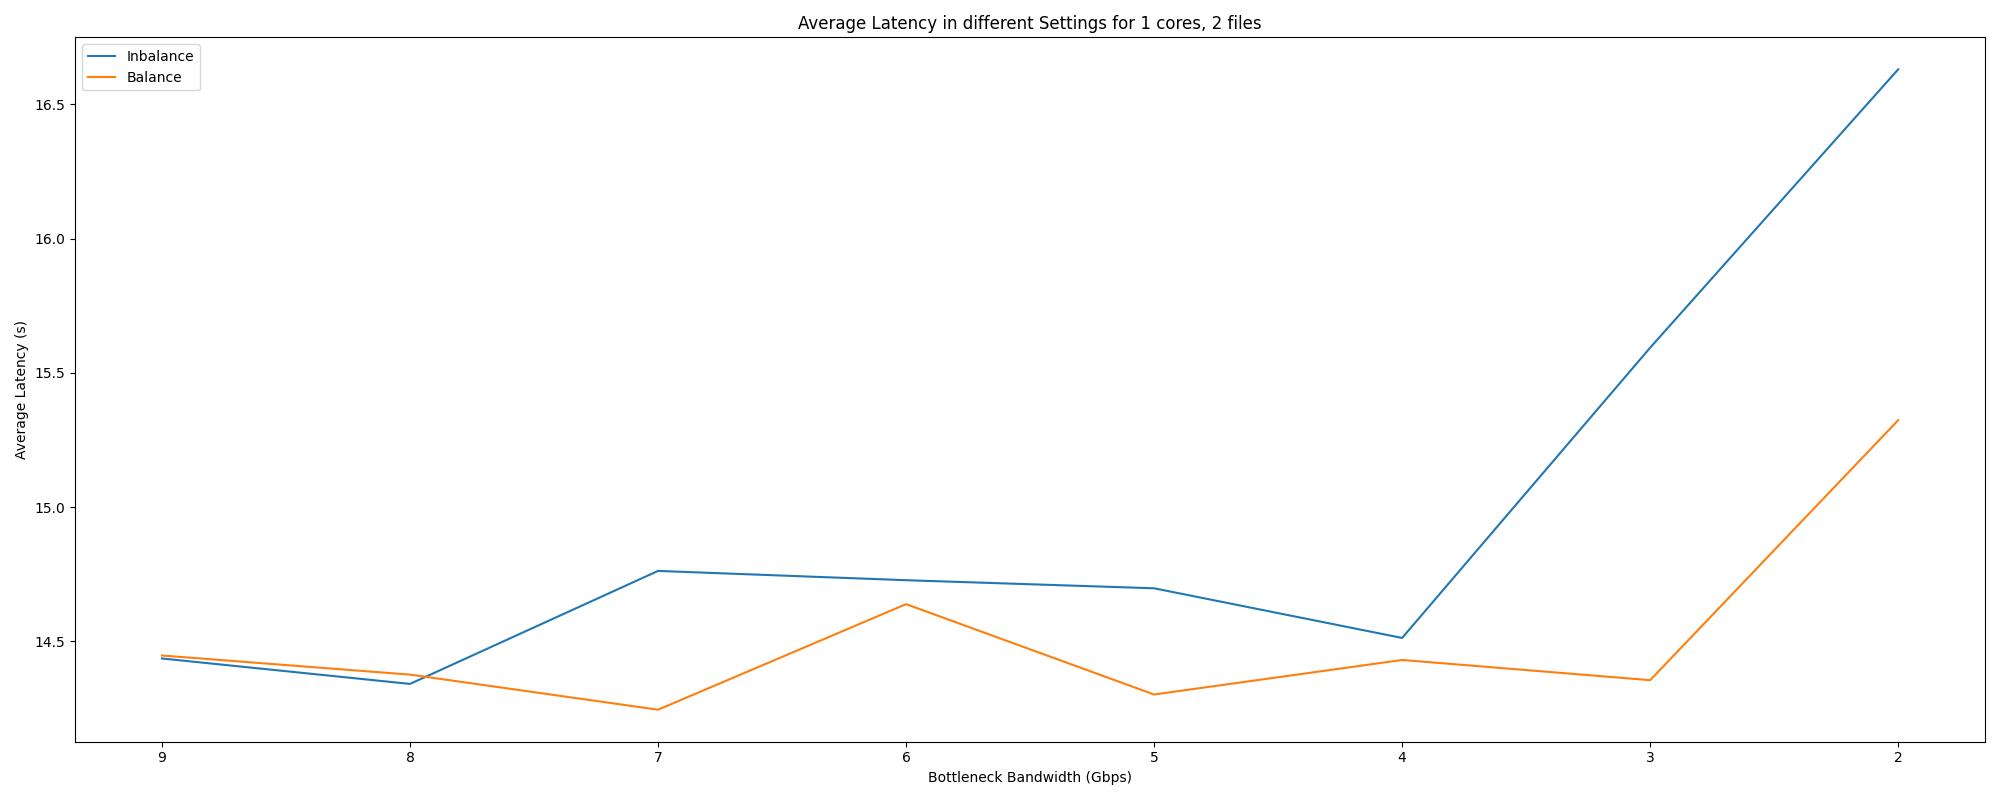 Average Latency in different Settings for 1 cores, 2 files
Inbalance
Balance
16.5
16.0
15.5
15.0
14.5
Average Latency (s)
9 8 7 6 5 4 3 2
Bottleneck Bandwidth (Gbps)